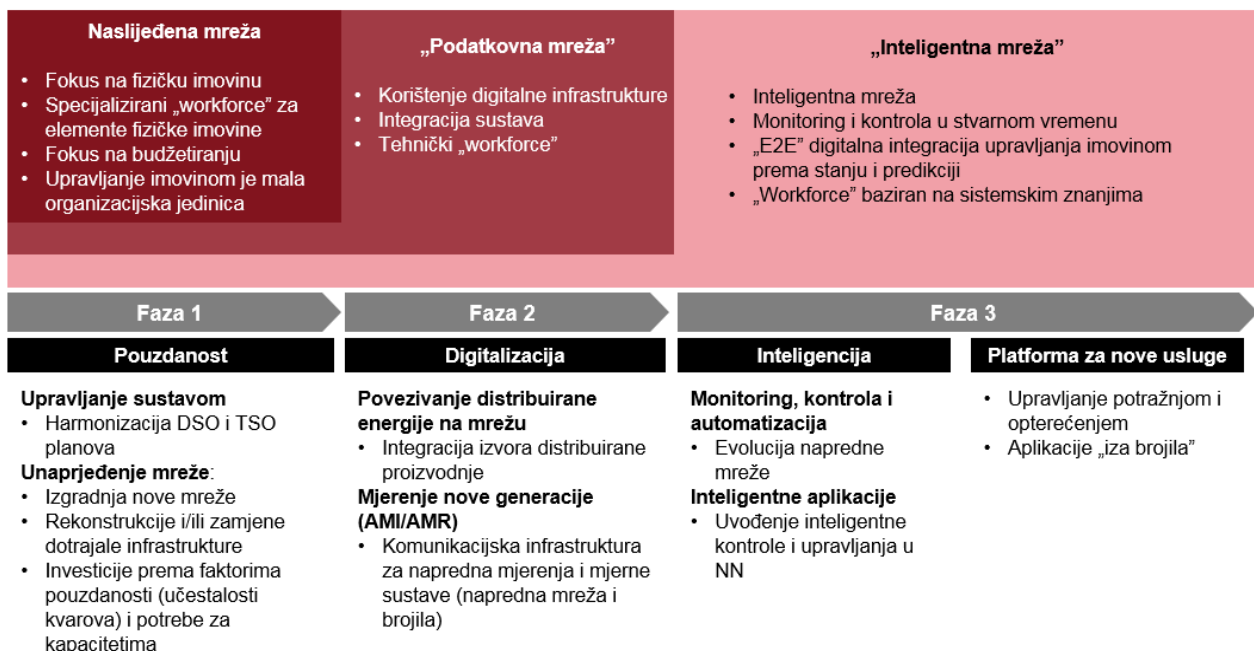 Naslijeđena mreža
• Fokus na fizičku imovinu
• Specijalizirani „workforce” za
elemente fizičke imovine
• Fokus na budžetiranju
• Upravljanje imovinom je mala
organizacijska jedinica
„Podatkovna mreža”
• Korištenje digitalne infrastrukture
• Integracija sustava
• Tehnički „workforce”
„Inteligentna mreža”
• Inteligentna mreža
• Monitoring i kontrola u stvarnom vremenu
• „E2E” digitalna integracija upravljanja imovinom
prema stanju i predikciji
• „Workforce” baziran na sistemskim znanjima
Faza 1
Faza 2
Faza 3
Pouzdanost
Digitalizacija
Inteligencija
Platforma za nove usluge
Upravljanje sustavom
• Harmonizacija DSO i TSO
planova
Unaprjeđenje mreže:
• Izgradnja nove mreže
• Rekonstrukcije i/ili zamjene
dotrajale infrastrukture
• Investicije prema faktorima
pouzdanosti (učestalosti
kvarova) i potrebe za
kapacitetima
Povezivanje distribuirane
energije na mrežu
• Integracija izvora distribuirane
proizvodnje
Mjerenje nove generacije
(AMI/AMR)
• Komunikacijska infrastruktura
za napredna mjerenja i mjerne
sustave (napredna mreža i
brojila)
Monitoring, kontrola i
automatizacija
• Evolucija napredne
mreže
Inteligentne aplikacije
• Uvođenje inteligentne
kontrole i upravljanja u
NN
• Upravljanje potražnjom i
opterećenjem
• Aplikacije „iza brojila”